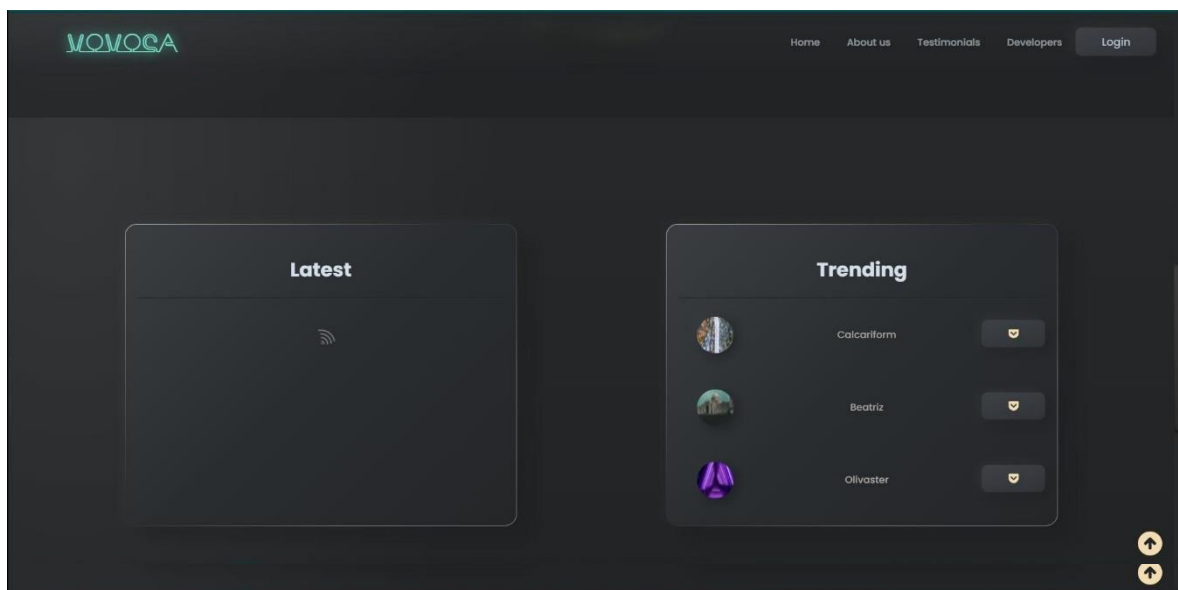 VOVOCA
Home About us Testimonials Developers Login
Latest
Trending
Calcariform
Beatriz
Olivaster